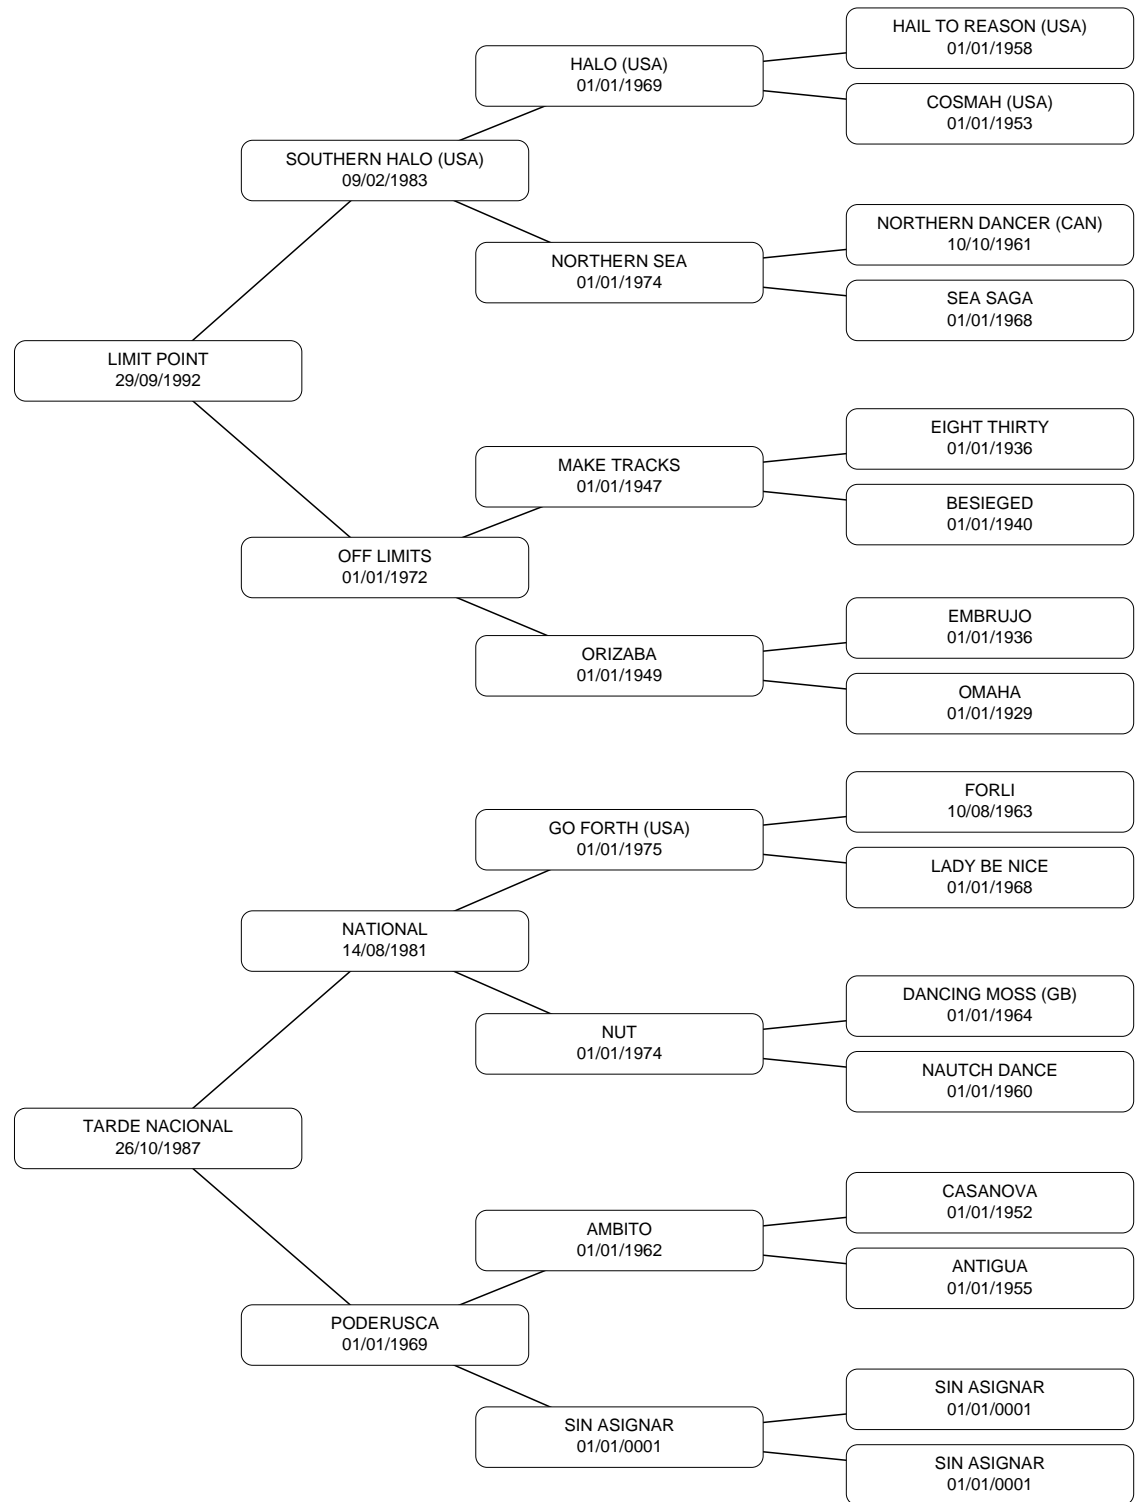 HAIL TO REASON (USA)
01/01/1958
HALO (USA)
01/01/1969
COSMAH (USA)
01/01/1953
SOUTHERN HALO (USA)
09/02/1983
NORTHERN DANCER (CAN)
10/10/1961
NORTHERN SEA
01/01/1974
SEA SAGA
01/01/1968
LIMIT POINT
29/09/1992
EIGHT THIRTY
01/01/1936
MAKE TRACKS
01/01/1947
BESIEGED
01/01/1940
OFF LIMITS
01/01/1972
EMBRUJO
01/01/1936
ORIZABA
01/01/1949
OMAHA
01/01/1929
FORLI
10/08/1963
GO FORTH (USA)
01/01/1975
LADY BE NICE
01/01/1968
NATIONAL
14/08/1981
DANCING MOSS (GB)
01/01/1964
NUT
01/01/1974
NAUTCH DANCE
01/01/1960
TARDE NACIONAL
26/10/1987
CASANOVA
01/01/1952
AMBITO
01/01/1962
ANTIGUA
01/01/1955
PODERUSCA
01/01/1969
SIN ASIGNAR
01/01/0001
SIN ASIGNAR
01/01/0001
SIN ASIGNAR
01/01/0001